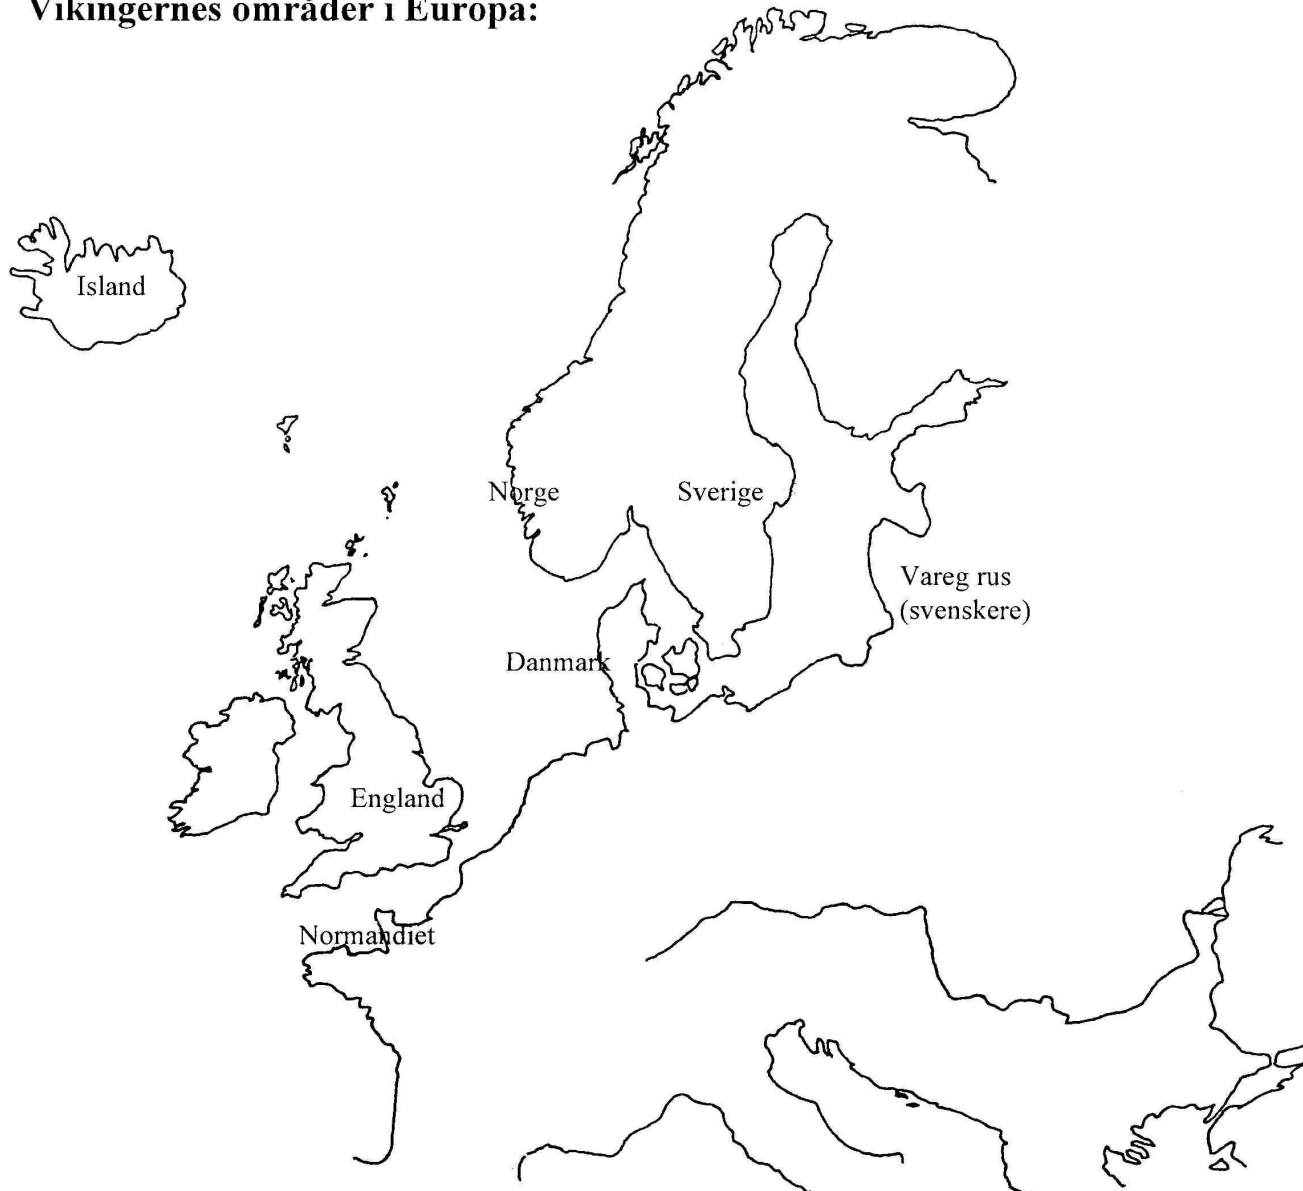 Vikingernes områder i Europa:
Island
Norge
Sverige
Vareg rus
(svenskere)
Danmark
England
Normandiet